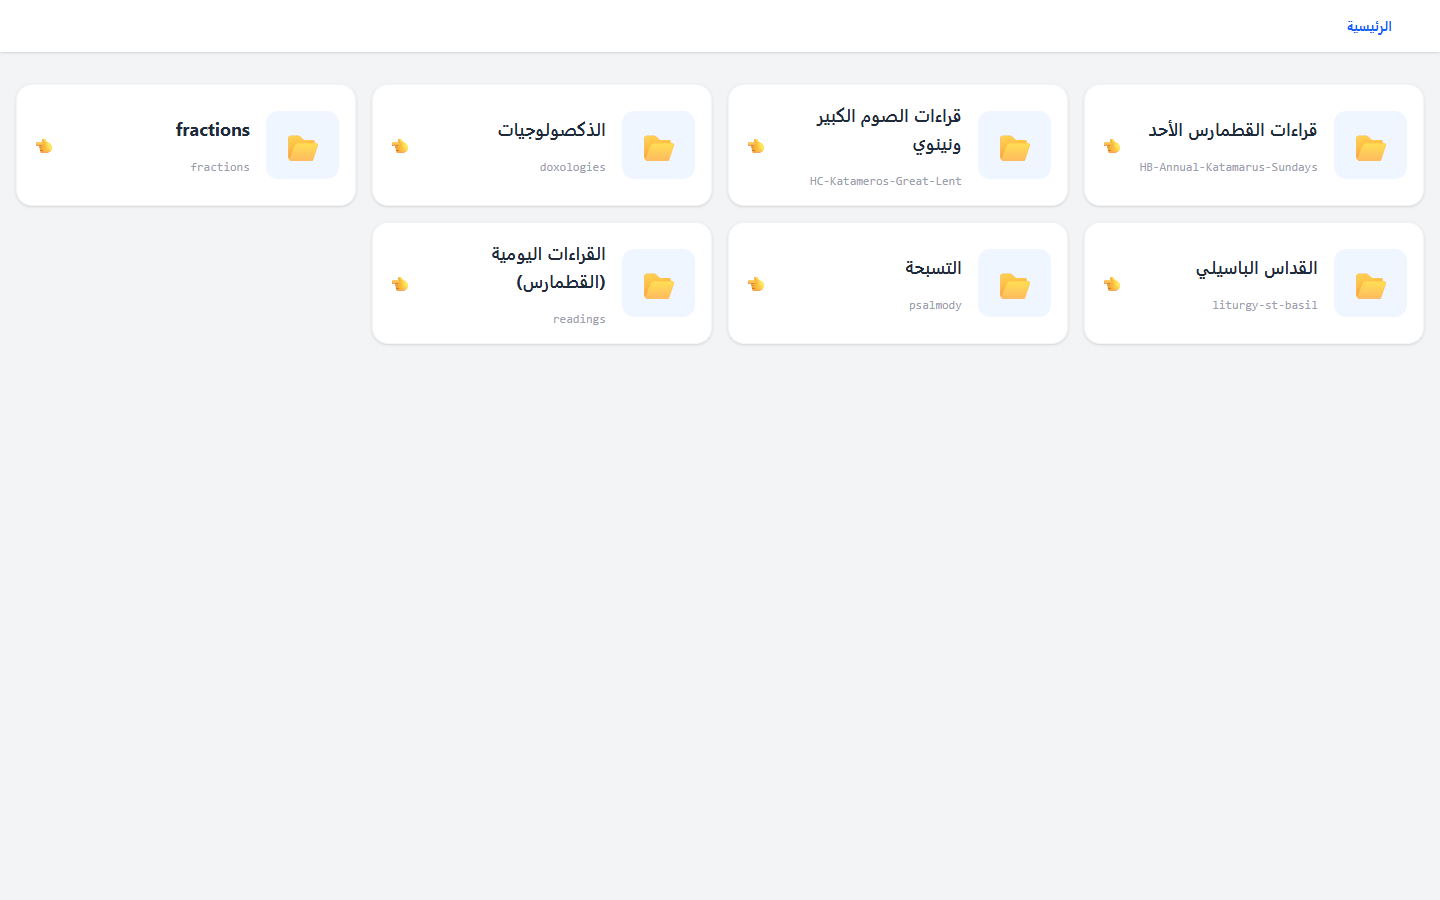 الرئيسية
قراءات القطمارس الأحد
HB-Annual-Katamarus-Sundays
قراءات الصوم الكبير
ونينوي
HC-Katameros-Great-Lent
الذكصولوجيات
doxologies
fractions
fractions
القداس الباسيلي
liturgy-st-basil
التسبحة
psalmody
القراءات اليومية
(القطمارس)
readings